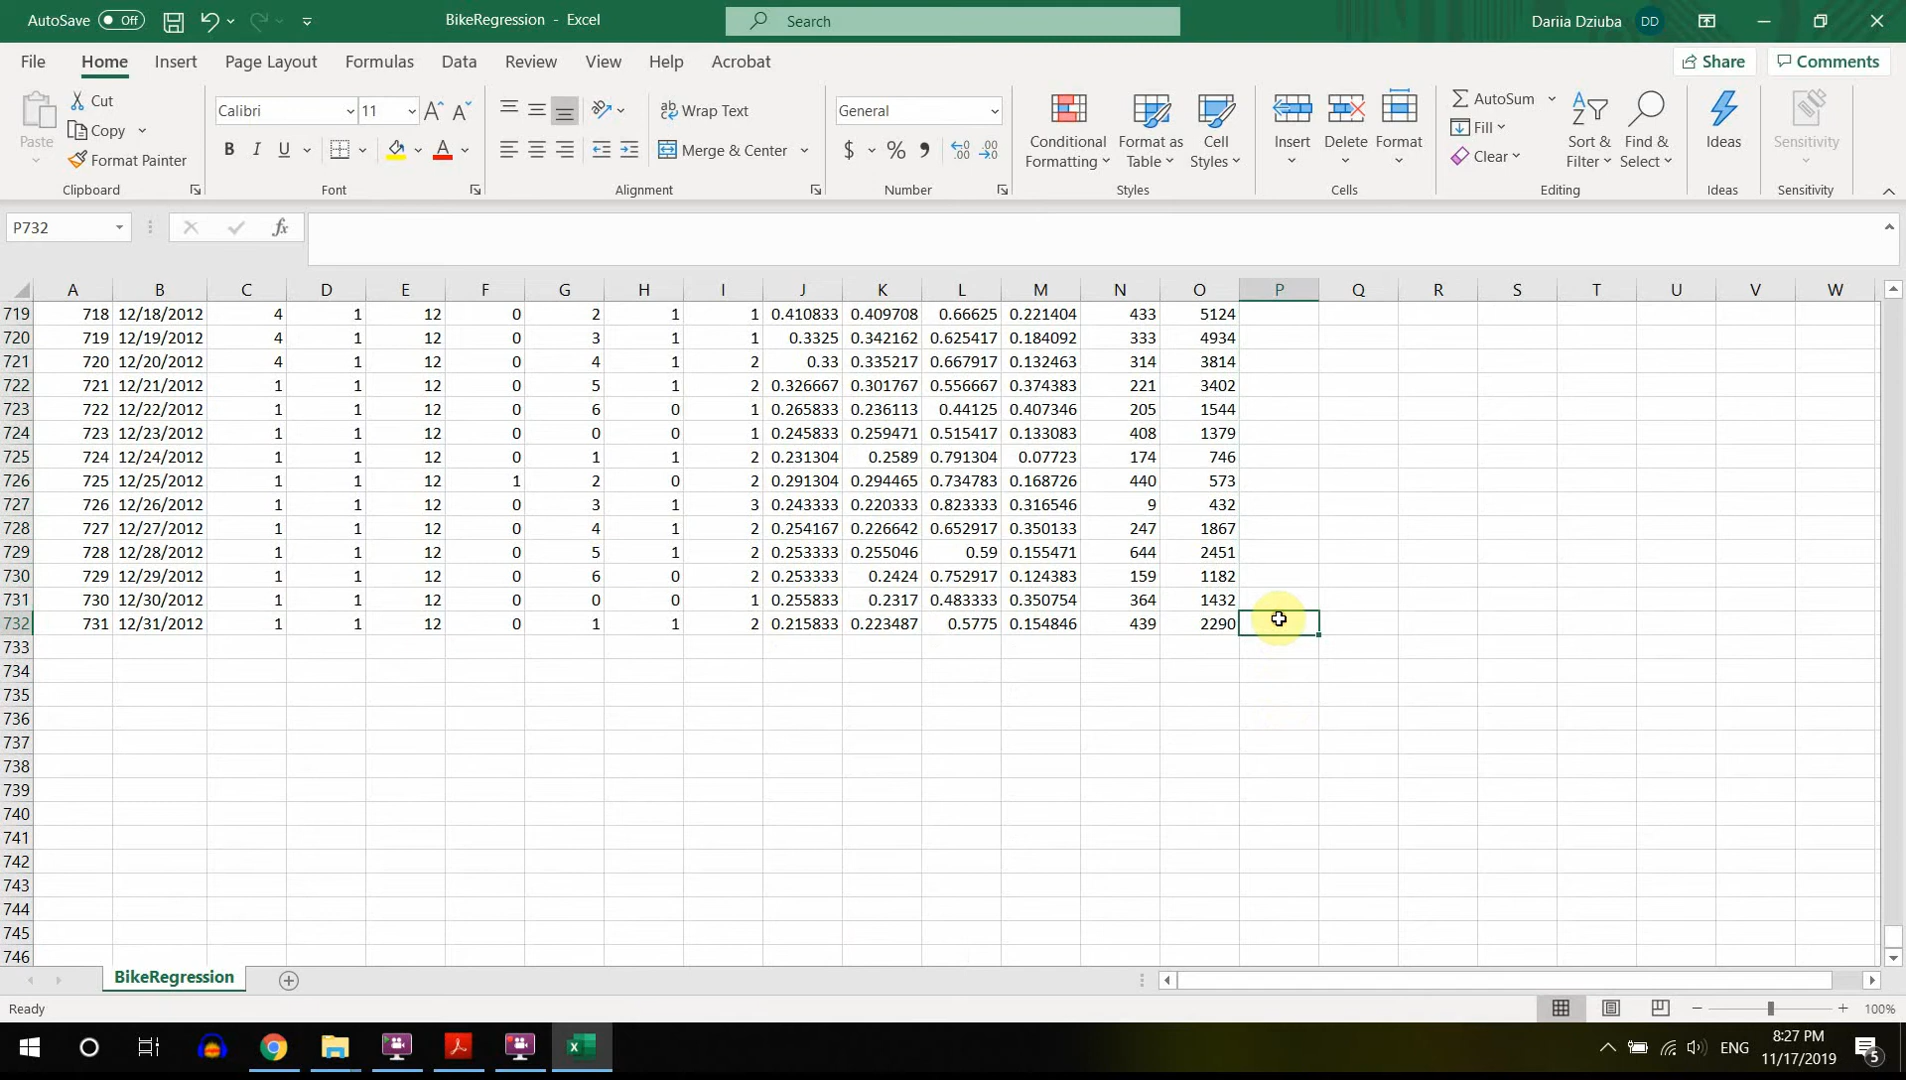 AutoSave Off BikeRegression - Excel Search Dariia Dziuba DD
File Home Insert Page Layout Formulas Data Review View Help Acrobat Share Comments
Paste
Cut
Copy
Format Painter
Clipboard
Calibri 11
B I U A
Font
Wrap Text
Merge & Center
Alignment
General
$ % 9
Number
Conditional Formatting
Format as Table
Cell Styles
Styles
Insert Delete Format
Cells
AutoSum
Fill
Clear
Sort & Filter
Find & Select
Editing
Ideas
Ideas
Sensitivity
Sensitivity
P732 fx
A B C D E F G H I J K L M N O P Q R S T U V W
719 718 12/18/2012 4 1 12 0 2 1 1 0.410833 0.409708 0.66625 0.221404 433 5124
720 719 12/19/2012 4 1 12 0 3 1 1 0.3325 0.342162 0.625417 0.184092 333 4934
721 720 12/20/2012 4 1 12 0 4 1 2 0.33 0.335217 0.667917 0.132463 314 3814
722 721 12/21/2012 1 1 12 0 5 1 2 0.326667 0.301767 0.556667 0.374383 221 3402
723 722 12/22/2012 1 1 12 0 6 0 1 0.265833 0.236113 0.44125 0.407346 205 1544
724 723 12/23/2012 1 1 12 0 0 0 1 0.245833 0.259471 0.515417 0.133083 408 1379
725 724 12/24/2012 1 1 12 0 1 1 2 0.231304 0.2589 0.791304 0.07723 174 746
726 725 12/25/2012 1 1 12 1 2 0 2 0.291304 0.294465 0.734783 0.168726 440 573
727 726 12/26/2012 1 1 12 0 3 1 3 0.243333 0.220333 0.823333 0.316546 9 432
728 727 12/27/2012 1 1 12 0 4 1 2 0.254167 0.226642 0.652917 0.350133 247 1867
729 728 12/28/2012 1 1 12 0 5 1 2 0.253333 0.255046 0.59 0.155471 644 2451
730 729 12/29/2012 1 1 12 0 6 0 2 0.253333 0.2424 0.752917 0.124383 159 1182
731 730 12/30/2012 1 1 12 0 0 0 1 0.255833 0.2317 0.483333 0.350754 364 1432
732 731 12/31/2012 1 1 12 0 1 1 2 0.215833 0.223487 0.5775 0.154846 439 2290
733
734
735
736
737
738
739
740
741
742
743
744
745
746
BikeRegression
Ready 100%
ENG 8:27 PM
11/17/2019 5